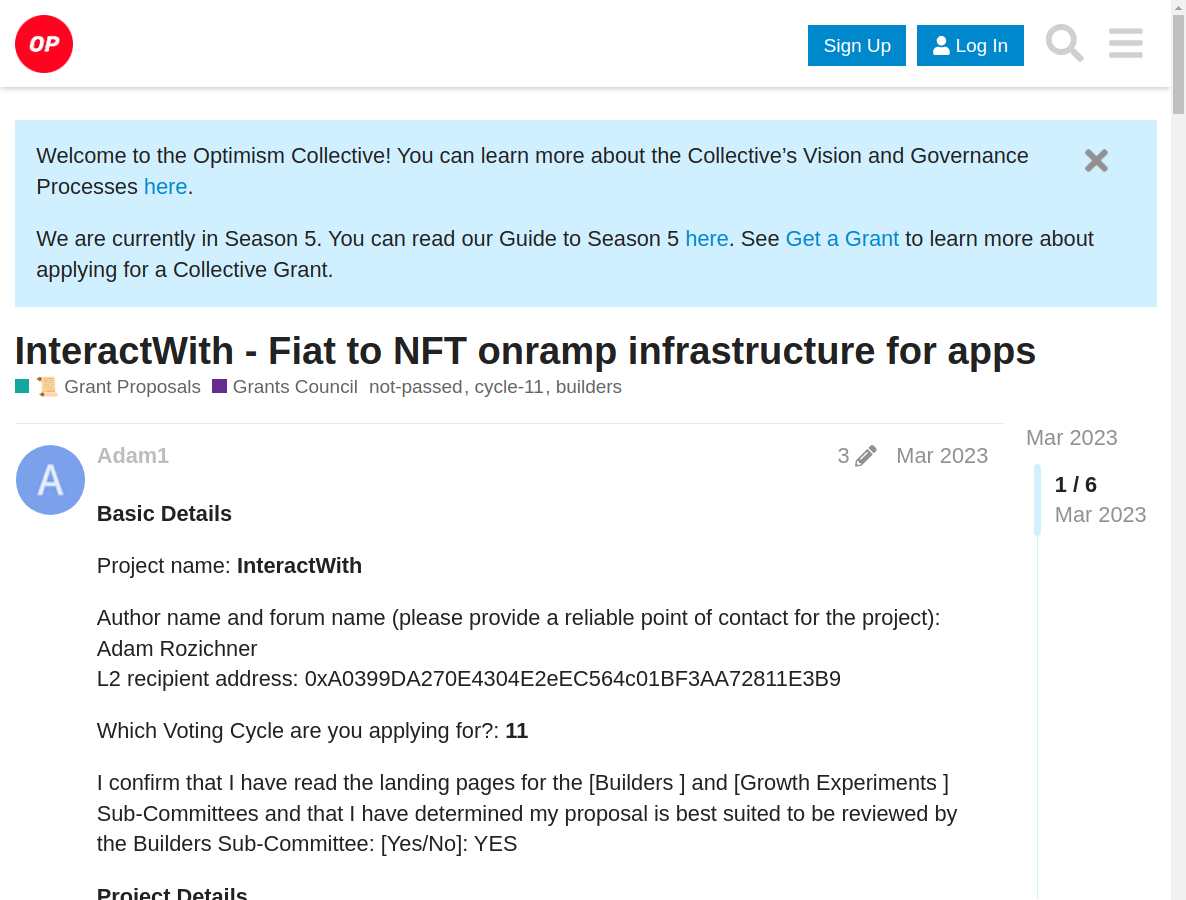 OP
Sign Up
Log In
Welcome to the Optimism Collective! You can learn more about the Collective’s Vision and Governance
Processes here.
We are currently in Season 5. You can read our Guide to Season 5 here. See Get a Grant to learn more about
applying for a Collective Grant.
InteractWith - Fiat to NFT onramp infrastructure for apps
Grant Proposals Grants Council not-passed, cycle-11, builders
A
Adam1
3 Mar 2023
Mar 2023
1 / 6
Mar 2023
Basic Details
Project name: InteractWith
Author name and forum name (please provide a reliable point of contact for the project):
Adam Rozichner
L2 recipient address: 0xA0399DA270E4304E2eEC564c01BF3AA72811E3B9
Which Voting Cycle are you applying for?: 11
I confirm that I have read the landing pages for the [Builders ] and [Growth Experiments ]
Sub-Committees and that I have determined my proposal is best suited to be reviewed by
the Builders Sub-Committee: [Yes/No]: YES
Project Details